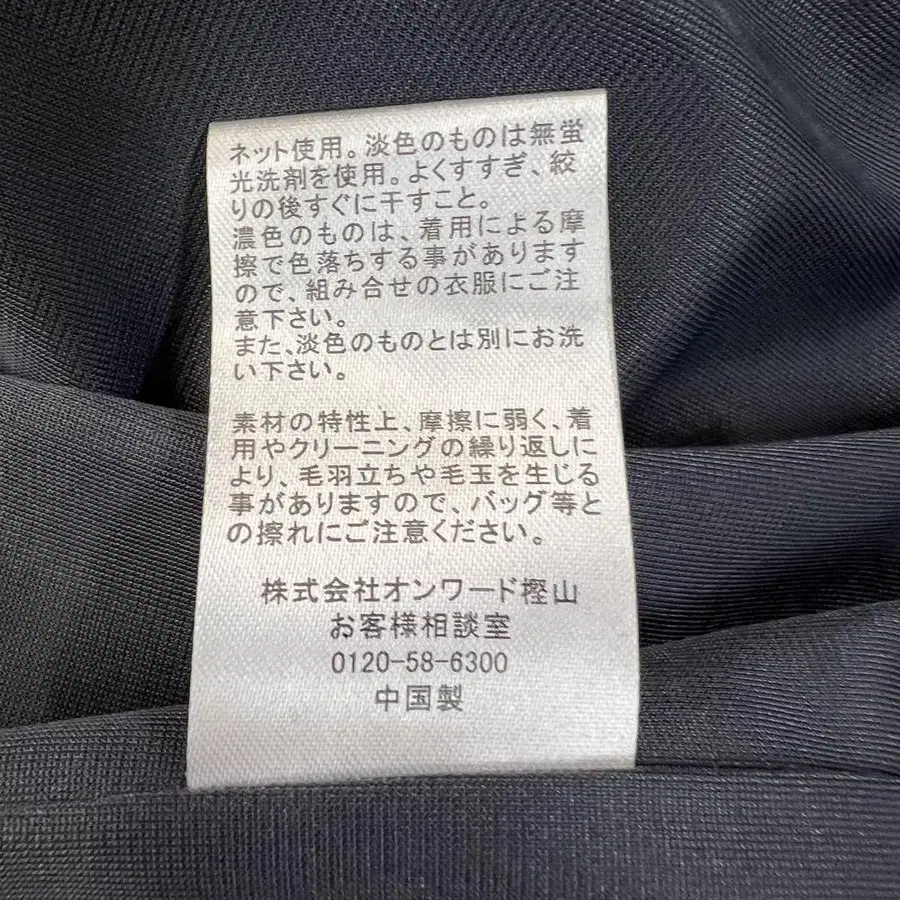 ネット使用。淡色のものは無蛍
光洗剤を使用。よくすすぎ、絞
りの後すぐに干すこと。
濃色のものは、着用による摩
擦で色落ちする事があります
ので、組み合せの衣服にご注
意下さい。
また、淡色のものとは別にお洗
い下さい。
素材の特性上、摩擦に弱く、着
用やクリーニングの繰り返しに
より、毛羽立ちや毛玉を生じる
事がありますので、バッグ等と
の擦れにご注意ください。
株式会社オンワード樫山
お客様相談室
0120-58-6300
中国製